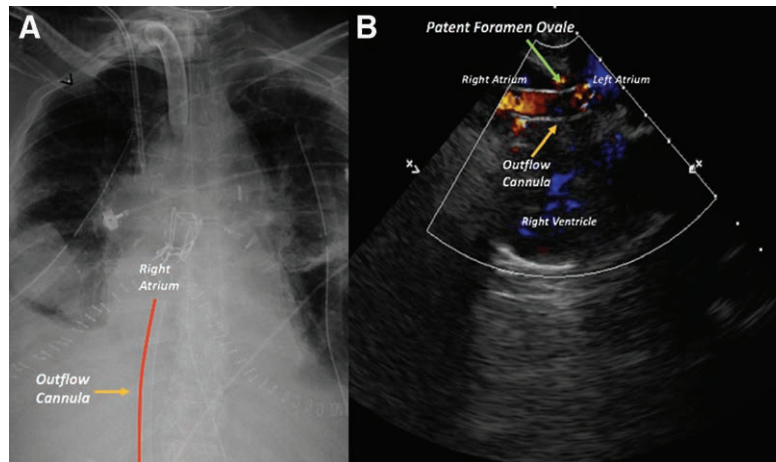 A
Right
Atrium
Outflow
Cannula
B
Patent Foramen Ovale
Right Atrium
Left Atrium
Outflow
Cannula
Right Ventricle